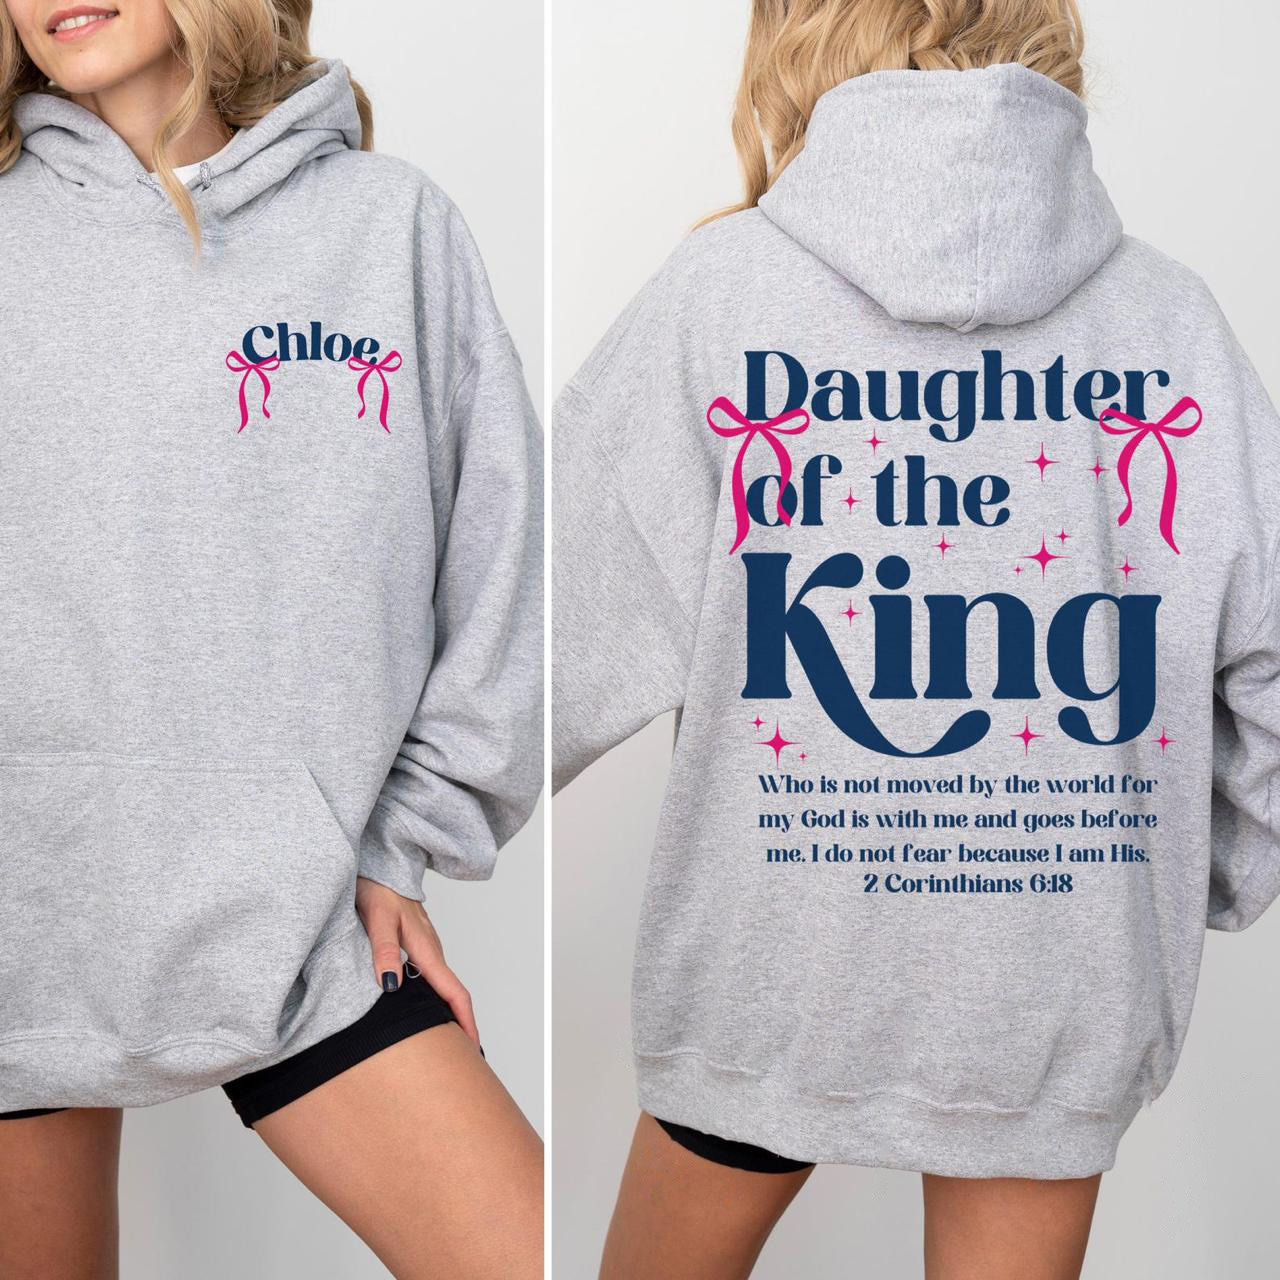 Chloe
Daughter
of the
King
Who is not moved by the world for
my God is with me and goes before
me. I do not fear because I am His.
2 Corinthians 6:18